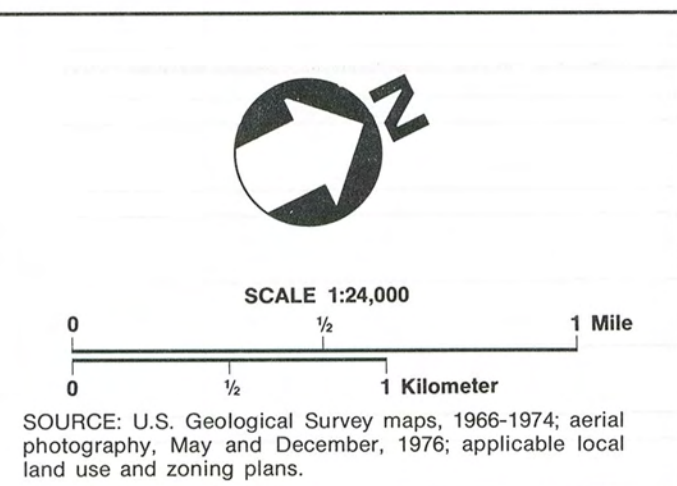 N
SCALE 1:24,000
0 ½ 1 Mile
0 ½ 1 Kilometer
SOURCE: U.S. Geological Survey maps, 1966-1974; aerial
photography, May and December, 1976; applicable local
land use and zoning plans.